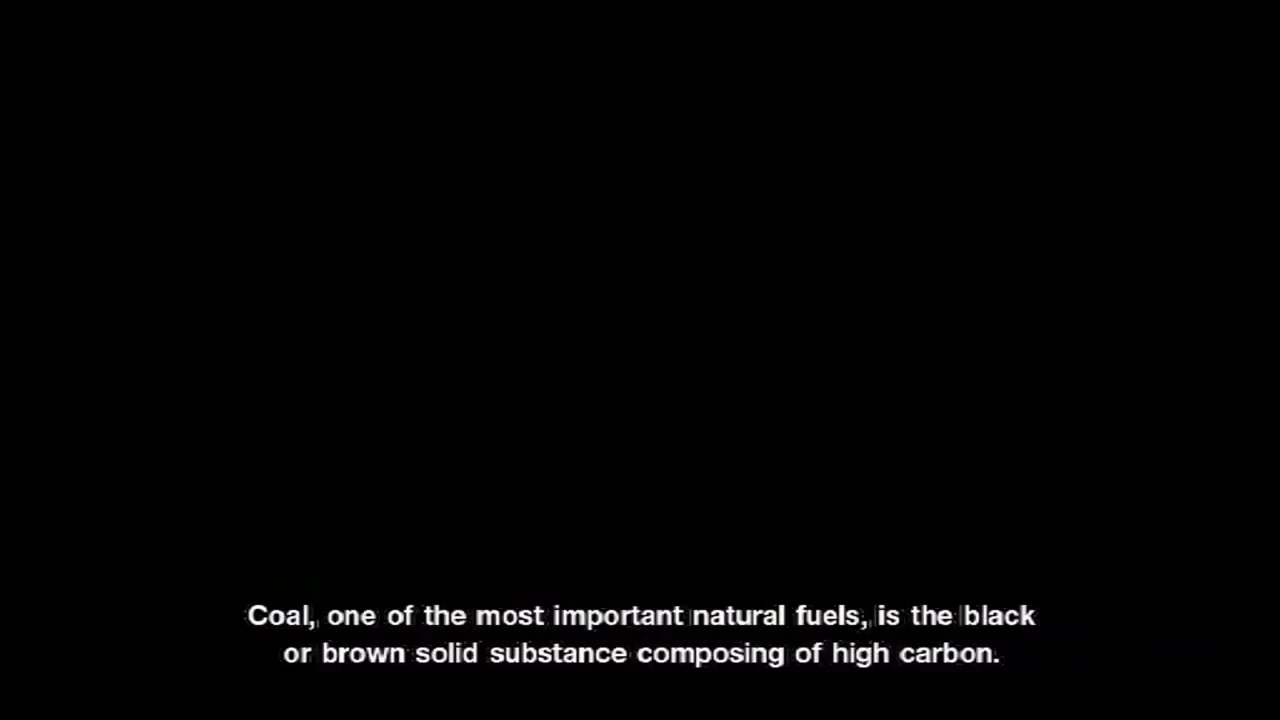 Coal, one of the most important natural fuels, is the black
or brown solid substance composing of high carbon.